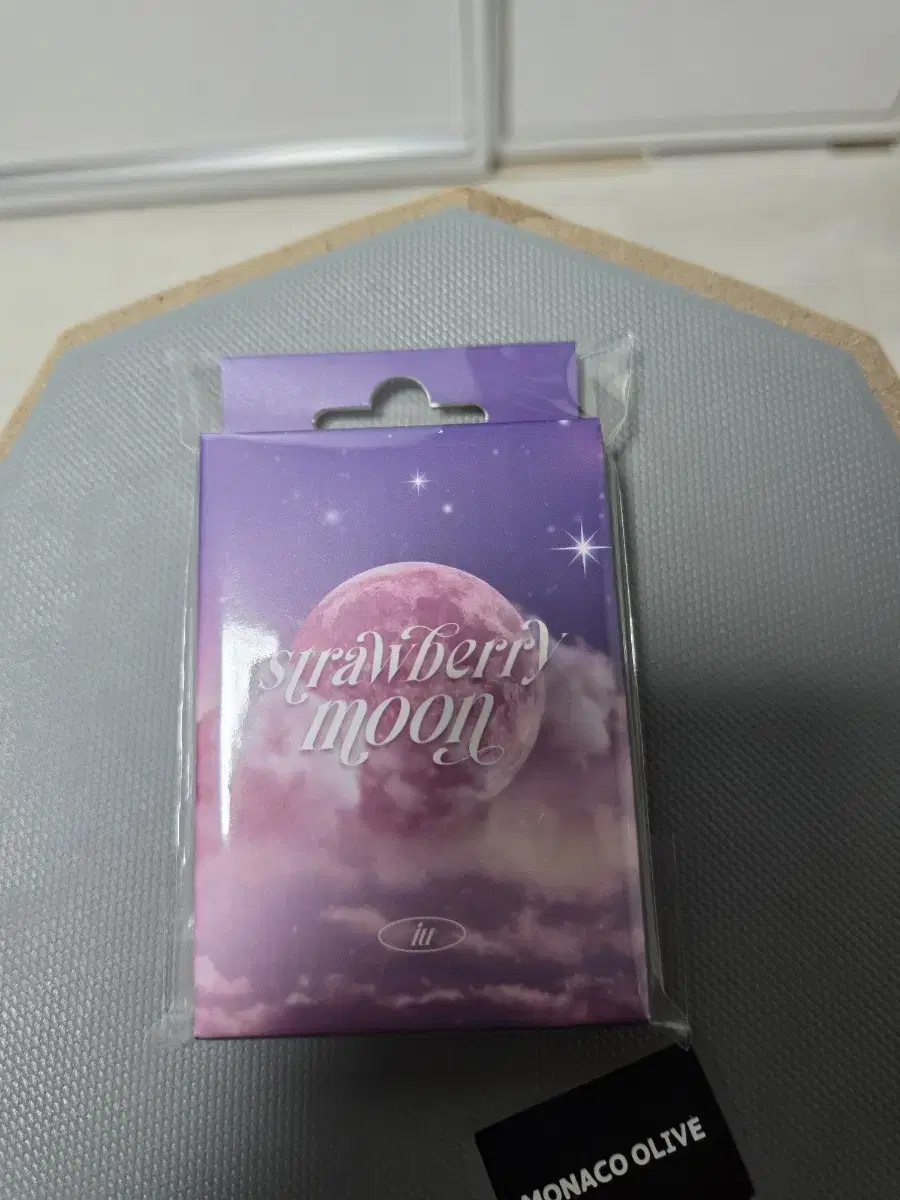 strawberry
moon
iu
MONACO OLIVE